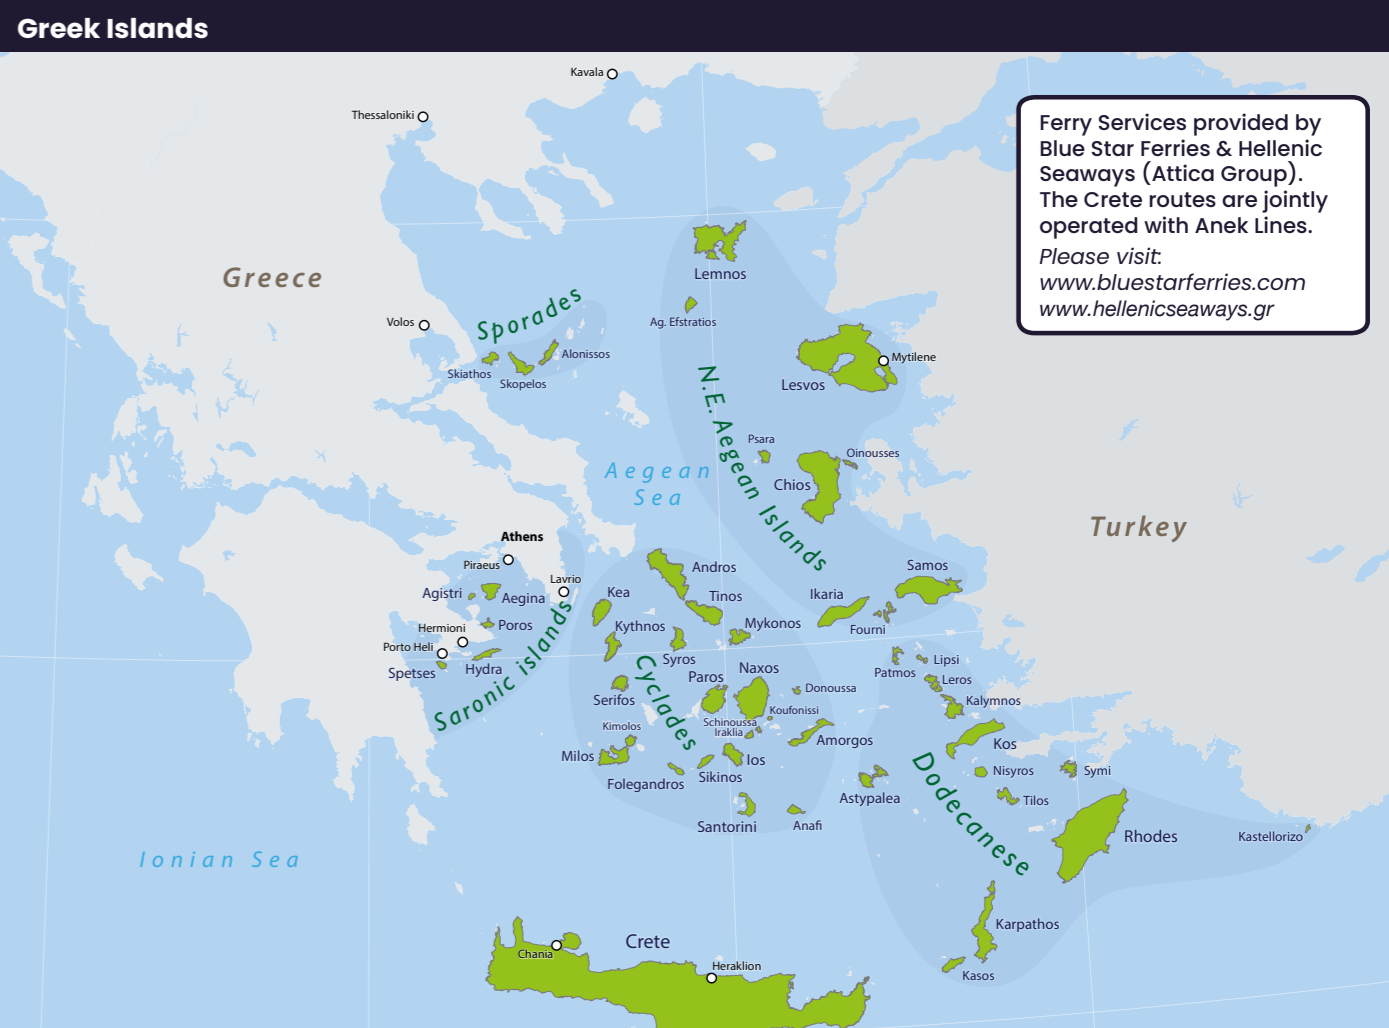 Greek Islands
Kavala
Thessaloniki
Ferry Services provided by
Blue Star Ferries & Hellenic
Seaways (Attica Group).
The Crete routes are jointly
operated with Anek Lines.
Please visit:
www.bluestarferries.com
www.hellenicseaways.gr
Greece
Lemnos
Ag. Efstratios
Volos
Sporades
Alonissos
Skiathos
Skopelos
Mytilene
Lesvos
N.E. Aegean Islands
Psara
Oinousses
Chios
Aegean
Sea
Turkey
Athens
Piraeus
Lavrio
Agistri
Aegina
Poros
Hermioni
Porto Heli
Spetses
Hydra
Saronic islands
Andros
Tinos
Kea
Kythnos
Mykonos
Syros
Samos
Ikaria
Fourni
Cyclades
Paros
Naxos
Serifos
Donoussa
Koufonissi
Schinoussa
Iraklia
Kimolos
Milos
Amorgos
Ios
Sikinos
Folegandros
Santorini
Anafi
Patmos
Lipsi
Leros
Kalymnos
Kos
Nisyros
Symi
Tilos
Astypalea
Dodecanese
Rhodes
Kastellorizo
Karpathos
Kasos
Ionian Sea
Crete
Chania
Heraklion